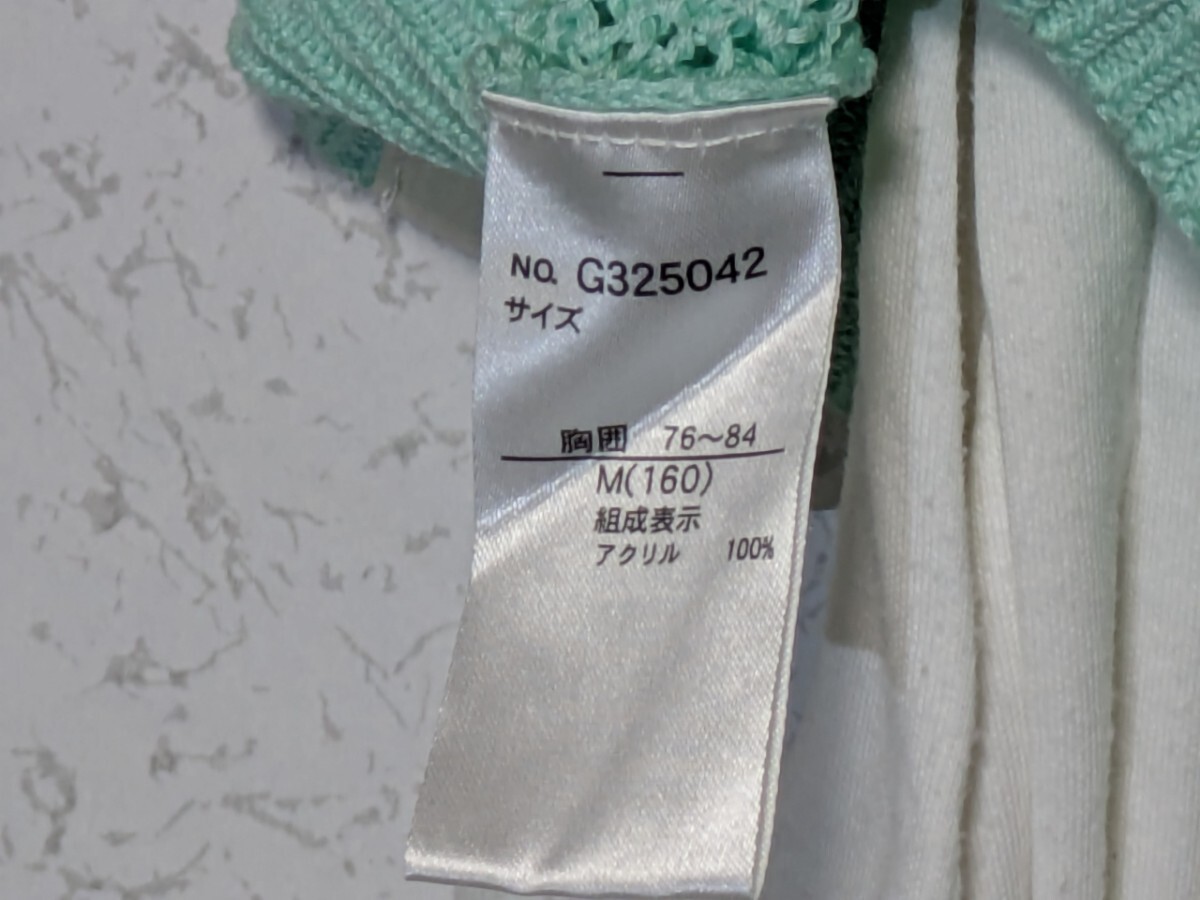 NO. G325042
サイズ
胸囲 76～84
M(160)
組成表示
アクリル 100%